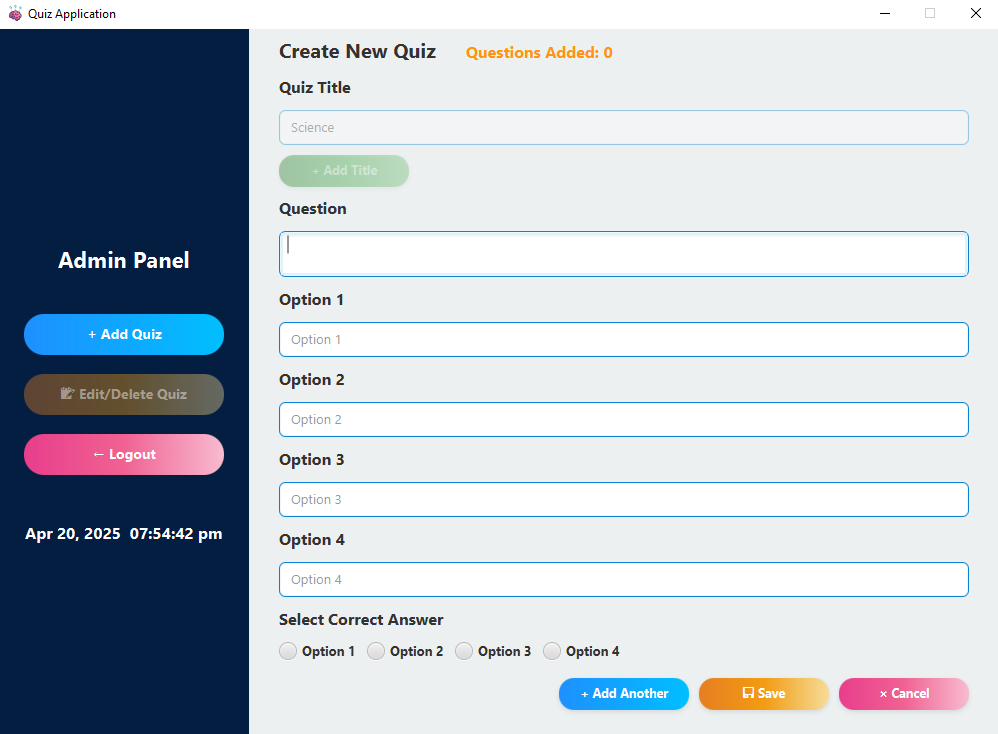 Quiz Application
Admin Panel
+ Add Quiz
Edit/Delete Quiz
← Logout
Apr 20, 2025 07:54:42 pm
Create New Quiz
Questions Added: 0
Quiz Title
Science
+ Add Title
Question
Option 1
Option 1
Option 2
Option 2
Option 3
Option 3
Option 4
Option 4
Select Correct Answer
Option 1 Option 2 Option 3 Option 4
+ Add Another Save × Cancel